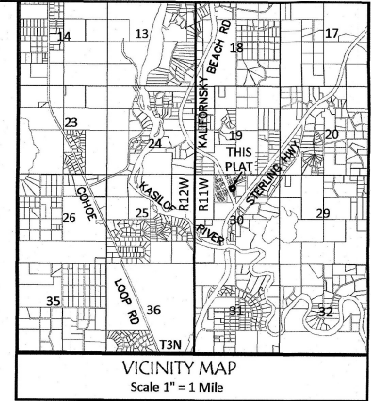 14
13
18
17
KALIFORNSKY BEACH RD
23
24
19
20
THIS
PLAT
STERLING HWY
COHOE
LOOP RD
KASILOF
RIVER
R12W
R11W
26
25
30
29
35
36
31
32
T3N
VICINITY MAP
Scale 1" = 1 Mile